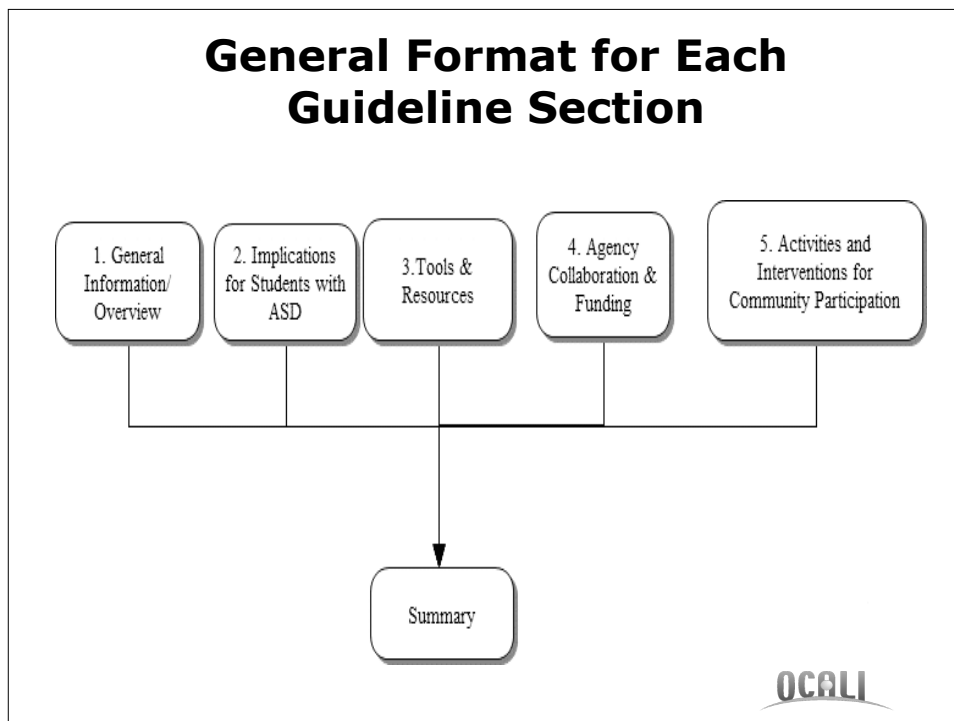 General Format for Each
Guideline Section
1. General
Information/
Overview
2. Implications
for Students with
ASD
3.Tools &
Resources
4. Agency
Collaboration &
Funding
5. Activities and
Interventions for
Community Participation
Summary
OCALI